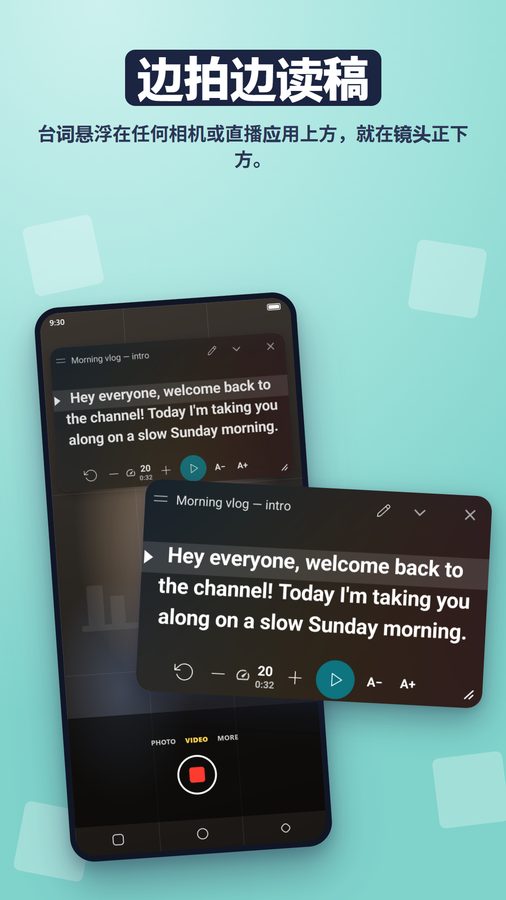 边拍边读稿
台词悬浮在任何相机或直播应用上方，就在镜头正下
方。
9:30
Morning vlog — intro
Hey everyone, welcome back to
the channel! Today I'm taking you
along on a slow Sunday morning.
20
0:32
A−
A+
Morning vlog — intro
Hey everyone, welcome back to
the channel! Today I'm taking you
along on a slow Sunday morning.
20
0:32
A−
A+
PHOTO VIDEO MORE